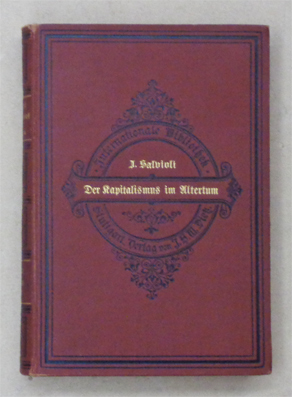 Internationale Bibliothek
J. Salvioli
Der Kapitalismus im Altertum
Stuttgart. Verlag von J.H.W. Dietz